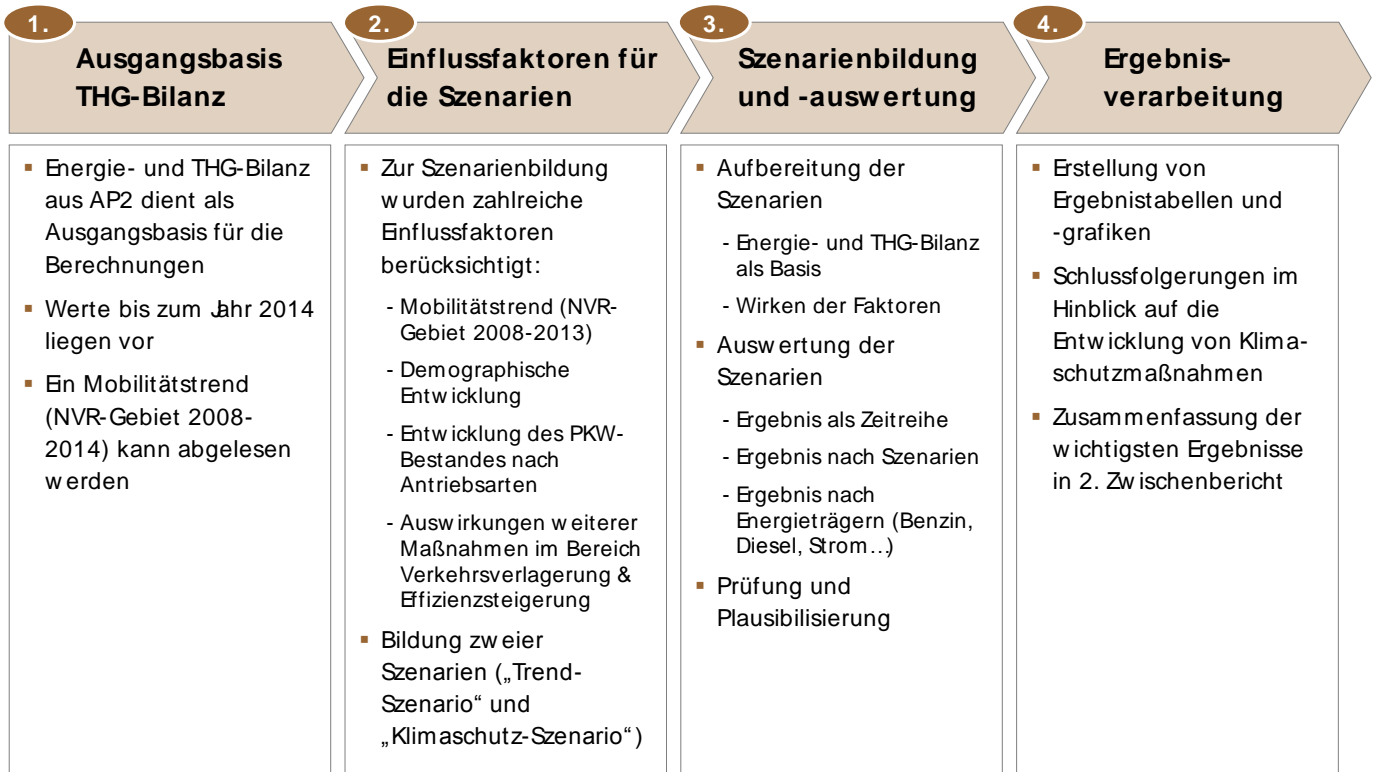 1.
Ausgangsbasis
THG-Bilanz
▪ Energie- und THG-Bilanz
aus AP2 dient als
Ausgangsbasis für die
Berechnungen
▪ Werte bis zum Jahr 2014
liegen vor
▪ Ein Mobilitätstrend
(NVR-Gebiet 2008-
2014) kann abgelesen
werden
2.
Einflussfaktoren für
die Szenarien
▪ Zur Szenarienbildung
wurden zahlreiche
Einflussfaktoren
berücksichtigt:
- Mobilitätstrend (NVR-
Gebiet 2008-2013)
- Demographische
Entwicklung
- Entwicklung des PKW-
Bestandes nach
Antriebsarten
- Auswirkungen weiterer
Maßnahmen im Bereich
Verkehrsverlagerung &
Effizienzsteigerung
▪ Bildung zweier
Szenarien („Trend-
Szenario“ und
„Klimaschutz-Szenario“)
3.
Szenarienbildung
und -auswertung
▪ Aufbereitung der
Szenarien
- Energie- und THG-Bilanz
als Basis
- Wirken der Faktoren
▪ Auswertung der
Szenarien
- Ergebnis als Zeitreihe
- Ergebnis nach Szenarien
- Ergebnis nach
Energieträgern (Benzin,
Diesel, Strom…)
▪ Prüfung und
Plausibilisierung
4.
Ergebnis-
verarbeitung
▪ Erstellung von
Ergebnistabellen und
-grafiken
▪ Schlussfolgerungen im
Hinblick auf die
Entwicklung von Klima-
schutzmaßnahmen
▪ Zusammenfassung der
wichtigsten Ergebnisse
in 2. Zwischenbericht